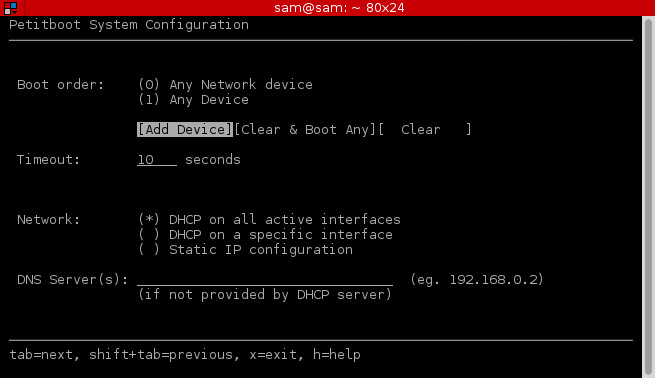 sam@sam: ~ 80x24
Petitboot System Configuration
Boot order: (0) Any Network device
(1) Any Device
[Add Device][Clear & Boot Any][ Clear ]
Timeout: 10 seconds
Network: (*) DHCP on all active interfaces
( ) DHCP on a specific interface
( ) Static IP configuration
DNS Server(s): (eg. 192.168.0.2)
(if not provided by DHCP server)
tab=next, shift+tab=previous, x=exit, h=help